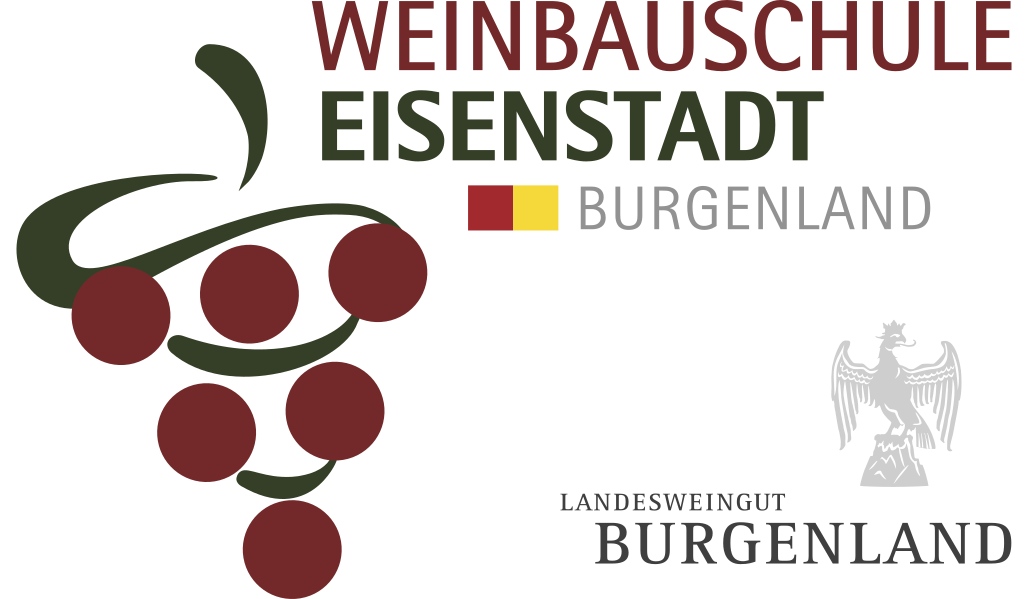 WEINBAUSCHULE
EISENSTADT
BURGENLAND
LANDESWEINGUT
BURGENLAND